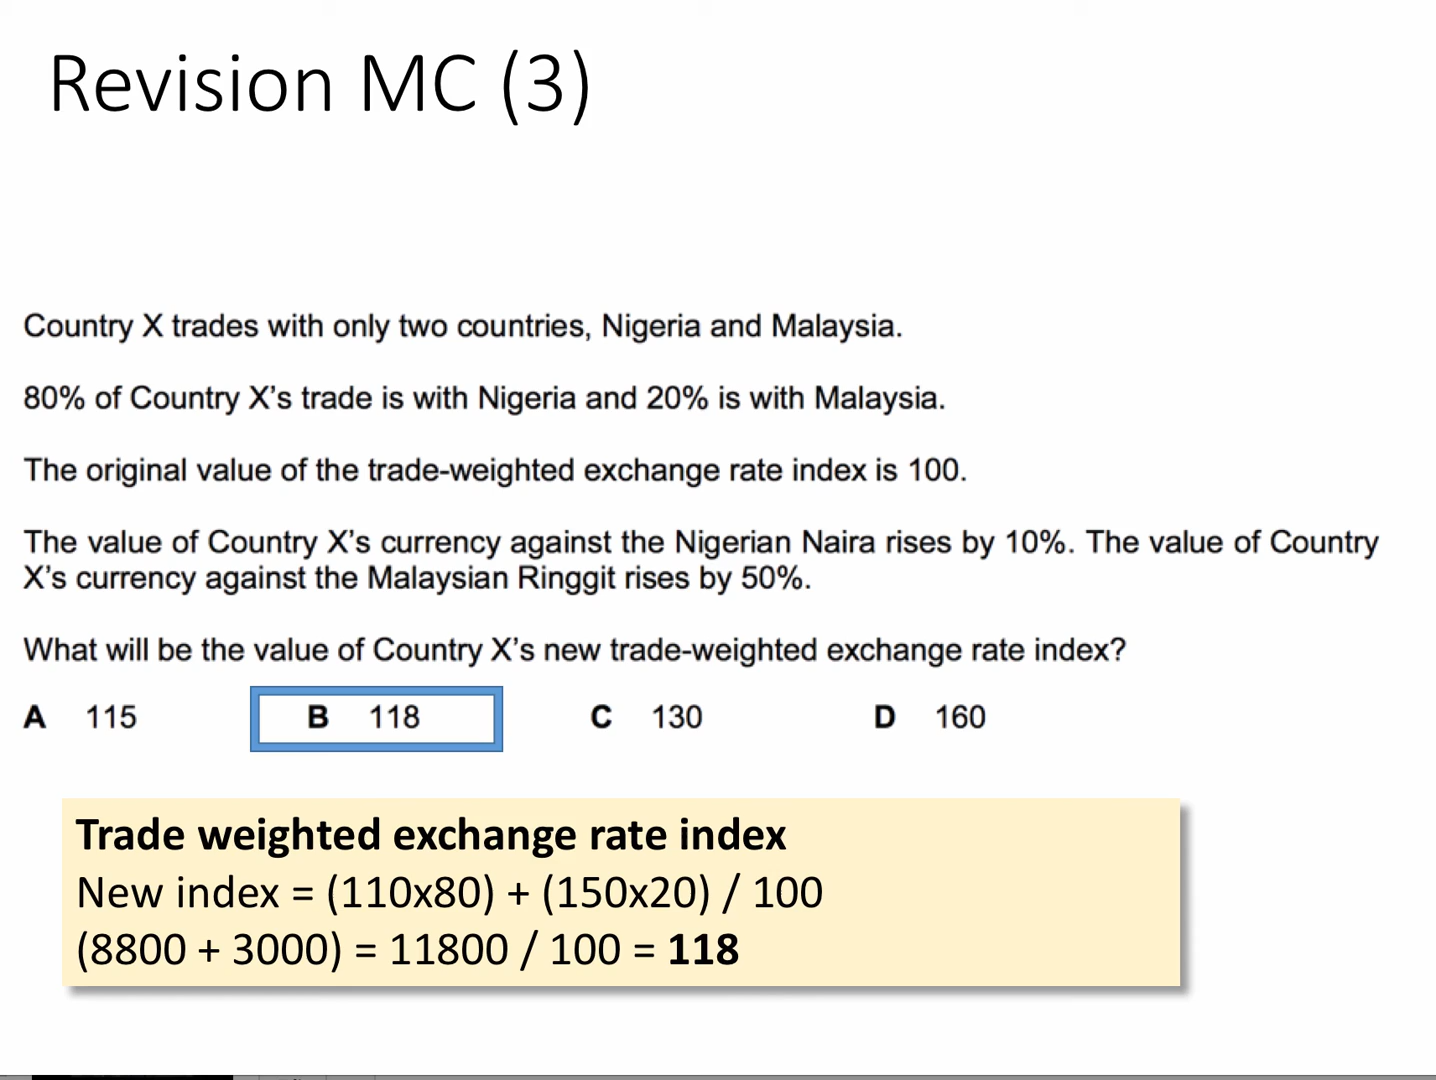 Revision MC (3)
Country X trades with only two countries, Nigeria and Malaysia.
80% of Country X's trade is with Nigeria and 20% is with Malaysia.
The original value of the trade-weighted exchange rate index is 100.
The value of Country X's currency against the Nigerian Naira rises by 10%. The value of Country
X's currency against the Malaysian Ringgit rises by 50%.
What will be the value of Country X's new trade-weighted exchange rate index?
A 115 B 118 C 130 D 160
Trade weighted exchange rate index
New index = (110x80) + (150x20) / 100
(8800 + 3000) = 11800 / 100 = 118